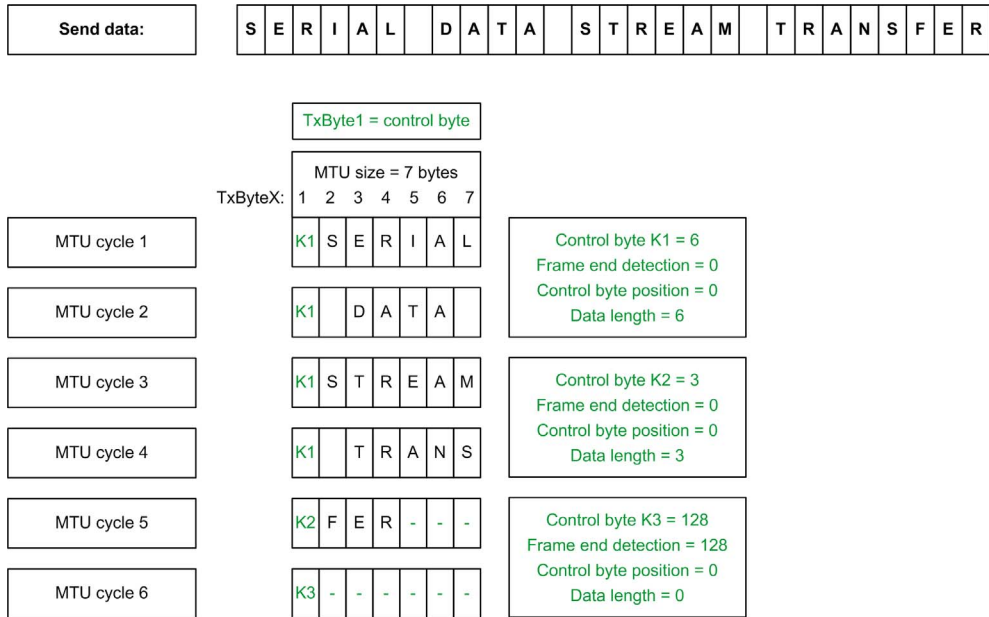 Send data: S E R I A L D A T A S T R E A M T R A N S F E R
TxByte1 = control byte
MTU size = 7 bytes
TxByteX: 1 2 3 4 5 6 7
MTU cycle 1 K1 S E R I A L
Control byte K1 = 6
Frame end detection = 0
Control byte position = 0
Data length = 6
MTU cycle 2 K1 D A T A
MTU cycle 3 K1 S T R E A M
Control byte K2 = 3
Frame end detection = 0
Control byte position = 0
Data length = 3
MTU cycle 4 K1 T R A N S
MTU cycle 5 K2 F E R - - -
Control byte K3 = 128
Frame end detection = 128
Control byte position = 0
Data length = 0
MTU cycle 6 K3 - - - - - -